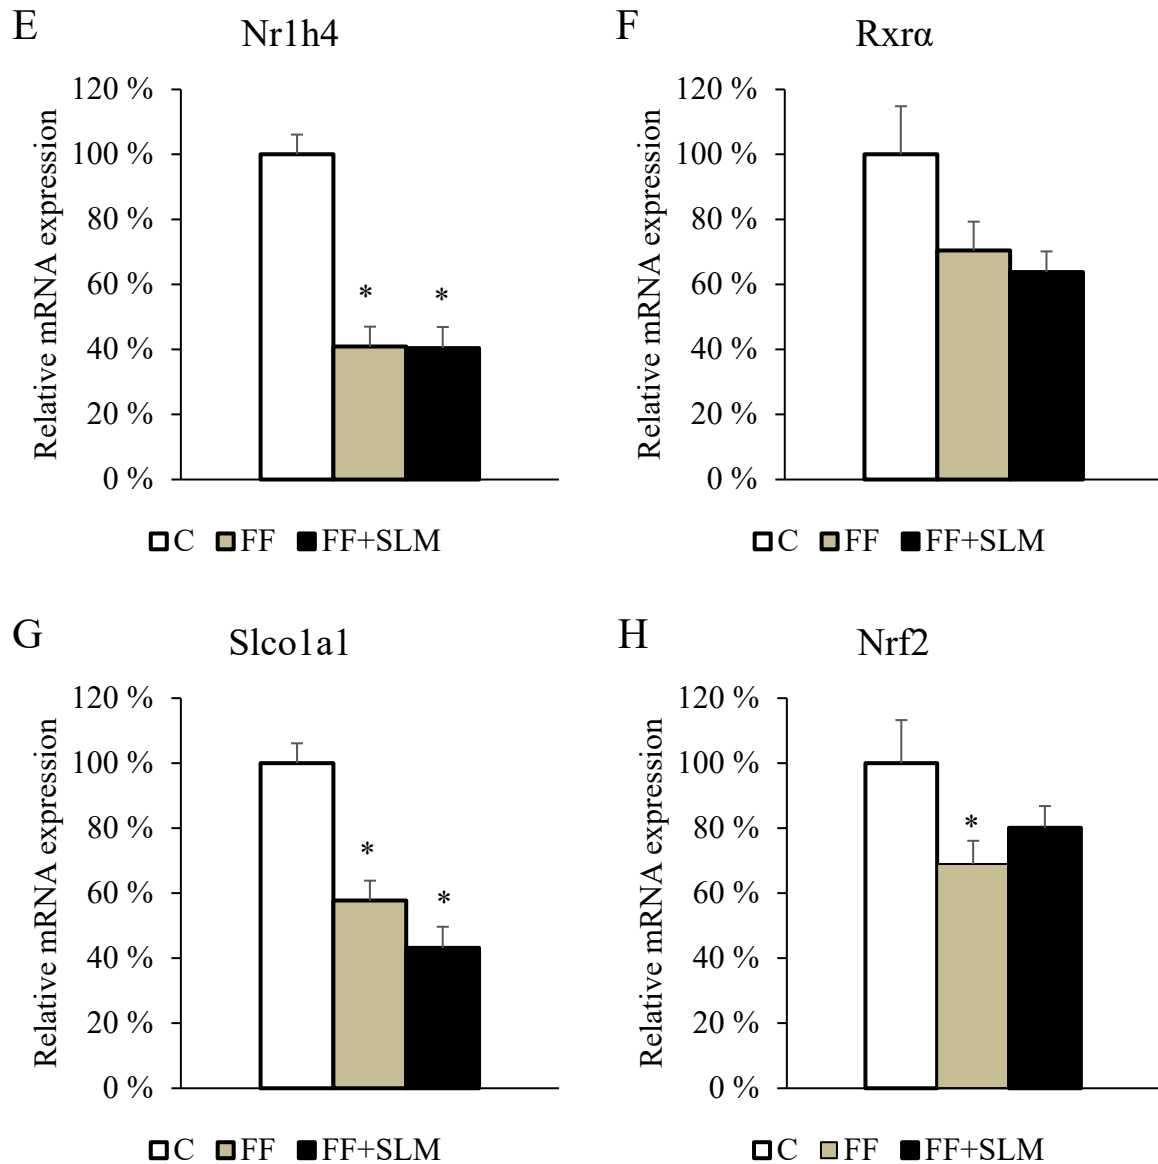 E
Nr1h4
Relative mRNA expression
120 %
100 %
80 %
60 %
40 %
20 %
0 %
*
*
C FF FF+SLM
F
Rxrα
Relative mRNA expression
120 %
100 %
80 %
60 %
40 %
20 %
0 %
C FF FF+SLM
G
Slco1a1
Relative mRNA expression
120 %
100 %
80 %
60 %
40 %
20 %
0 %
*
*
C FF FF+SLM
H
Nrf2
Relative mRNA expression
120 %
100 %
80 %
60 %
40 %
20 %
0 %
*
C FF FF+SLM